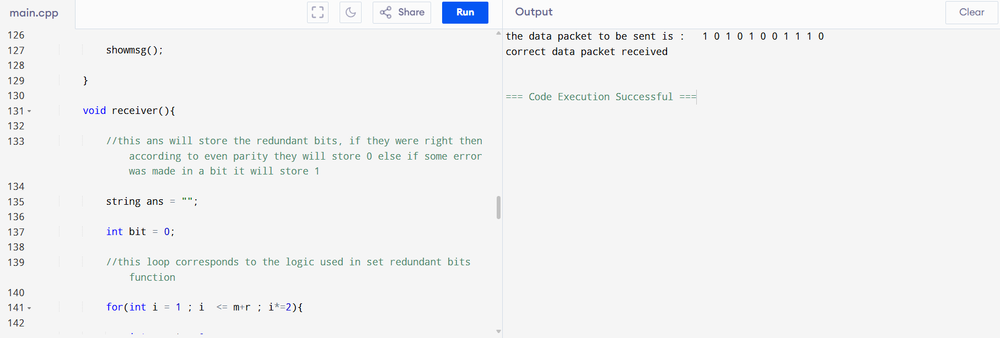 main.cpp
Share
Run
Output
Clear
126
127 showmsg();
128
129 }
130
131 void receiver(){
132
133 //this ans will store the redundant bits, if they were right then
according to even parity they will store 0 else if some error
was made in a bit it will store 1
134
135 string ans = "";
136
137 int bit = 0;
138
139 //this loop corresponds to the logic used in set redundant bits
function
140
141 for(int i = 1 ; i  <= m+r ; i*=2){
142
the data packet to be sent is :   1 0 1 0 1 0 0 1 1 1 0
correct data packet received
=== Code Execution Successful ===